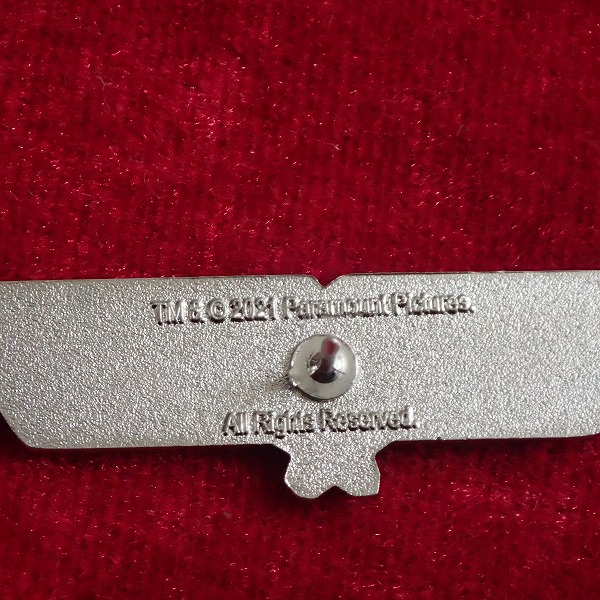 TM & © 2021 Paramount Pictures.
All Rights Reserved.